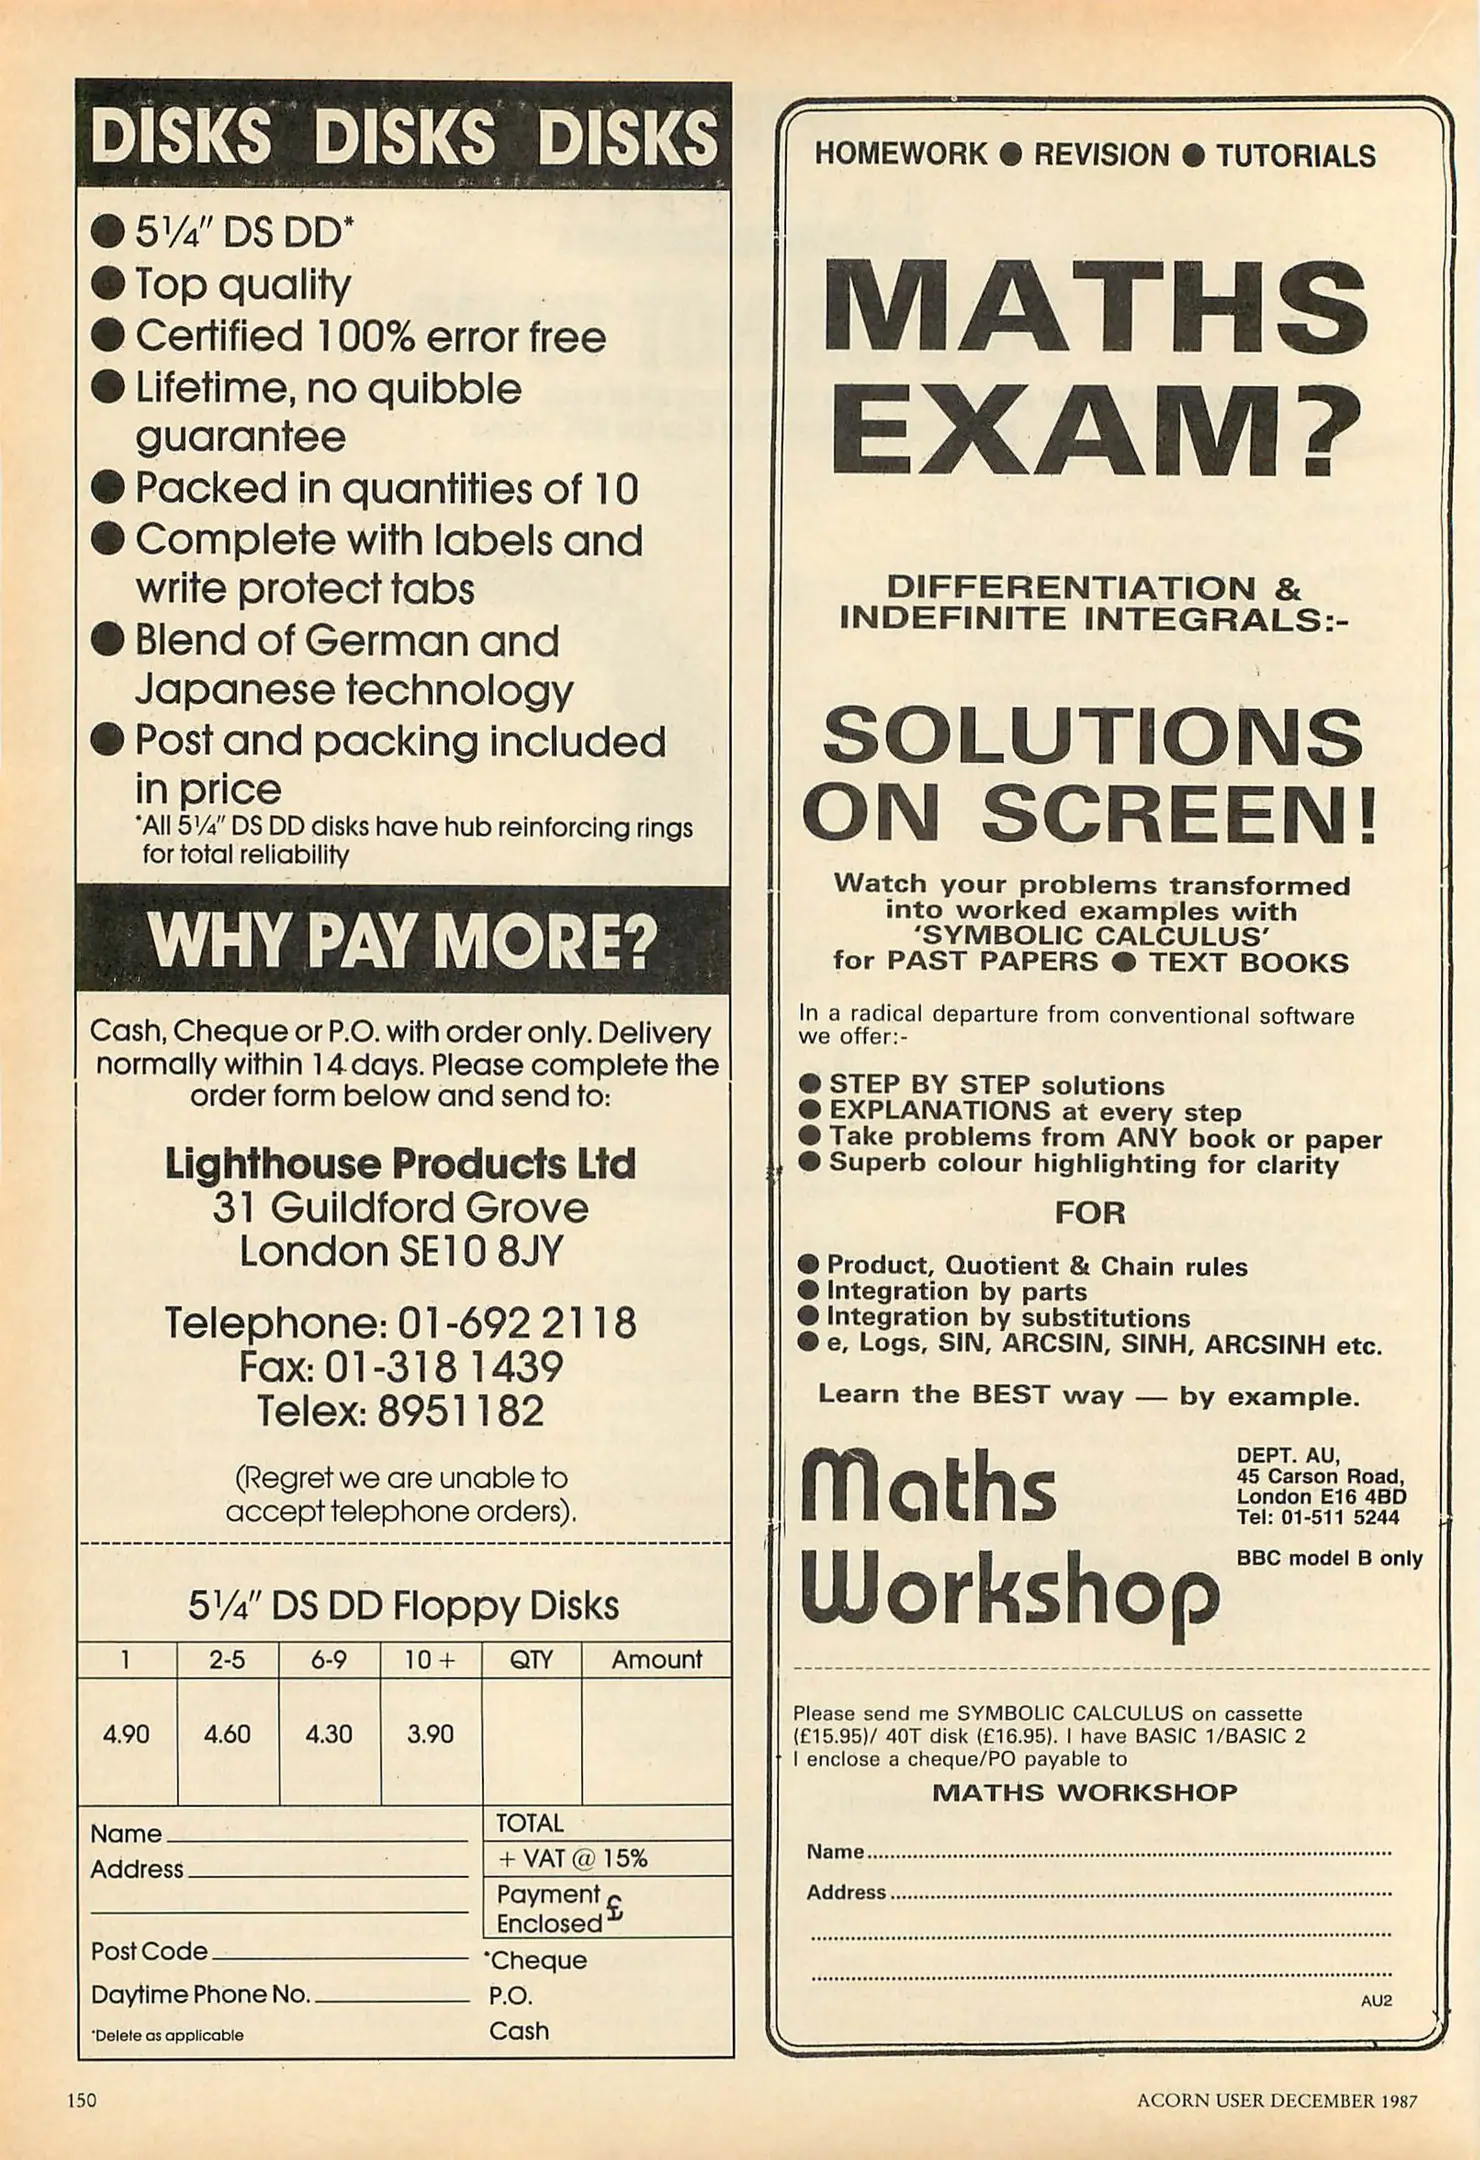 DISKS DISKS DISKS
● 5¼" DS DD*
● Top quality
● Certified 100% error free
● Lifetime, no quibble
guarantee
● Packed in quantities of 10
● Complete with labels and
write protect tabs
● Blend of German and
Japanese technology
● Post and packing included
in price
*All 5¼" DS DD disks have hub reinforcing rings
for total reliability
WHY PAY MORE?
Cash, Cheque or P.O. with order only. Delivery
normally within 14 days. Please complete the
order form below and send to:
Lighthouse Products Ltd
31 Guildford Grove
London SE10 8JY
Telephone: 01-692 2118
Fax: 01-318 1439
Telex: 8951182
(Regret we are unable to
accept telephone orders).
5¼" DS DD Floppy Disks
1 2-5 6-9 10 + QTY Amount
4.90 4.60 4.30 3.90
Name
TOTAL
Address
+ VAT @ 15%
Payment £
Enclosed
Post Code
*Cheque
Daytime Phone No.
P.O.
*Delete as applicable
Cash
HOMEWORK ● REVISION ● TUTORIALS
MATHS
EXAM?
DIFFERENTIATION &
INDEFINITE INTEGRALS:-
SOLUTIONS
ON SCREEN!
Watch your problems transformed
into worked examples with
'SYMBOLIC CALCULUS'
for PAST PAPERS ● TEXT BOOKS
In a radical departure from conventional software
we offer:-
● STEP BY STEP solutions
● EXPLANATIONS at every step
● Take problems from ANY book or paper
● Superb colour highlighting for clarity
FOR
● Product, Quotient & Chain rules
● Integration by parts
● Integration by substitutions
● e, Logs, SIN, ARCSIN, SINH, ARCSINH etc.
Learn the BEST way — by example.
Maths
Workshop
DEPT. AU,
45 Carson Road,
London E16 4BD
Tel: 01-511 5244
BBC model B only
Please send me SYMBOLIC CALCULUS on cassette
(£15.95)/ 40T disk (£16.95). I have BASIC 1/BASIC 2
I enclose a cheque/PO payable to
MATHS WORKSHOP
Name
Address
AU2
150
ACORN USER DECEMBER 1987